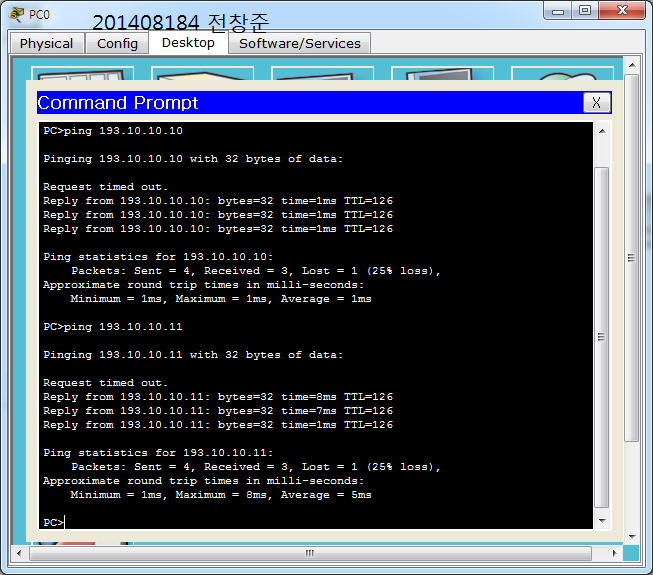 PC0
201408184 전창준
Physical Config Desktop Software/Services
Command Prompt X
PC>ping 193.10.10.10
Pinging 193.10.10.10 with 32 bytes of data:
Request timed out.
Reply from 193.10.10.10: bytes=32 time=1ms TTL=126
Reply from 193.10.10.10: bytes=32 time=1ms TTL=126
Reply from 193.10.10.10: bytes=32 time=1ms TTL=126
Ping statistics for 193.10.10.10:
Packets: Sent = 4, Received = 3, Lost = 1 (25% loss),
Approximate round trip times in milli-seconds:
Minimum = 1ms, Maximum = 1ms, Average = 1ms
PC>ping 193.10.10.11
Pinging 193.10.10.11 with 32 bytes of data:
Request timed out.
Reply from 193.10.10.11: bytes=32 time=8ms TTL=126
Reply from 193.10.10.11: bytes=32 time=7ms TTL=126
Reply from 193.10.10.11: bytes=32 time=1ms TTL=126
Ping statistics for 193.10.10.11:
Packets: Sent = 4, Received = 3, Lost = 1 (25% loss),
Approximate round trip times in milli-seconds:
Minimum = 1ms, Maximum = 8ms, Average = 5ms
PC>